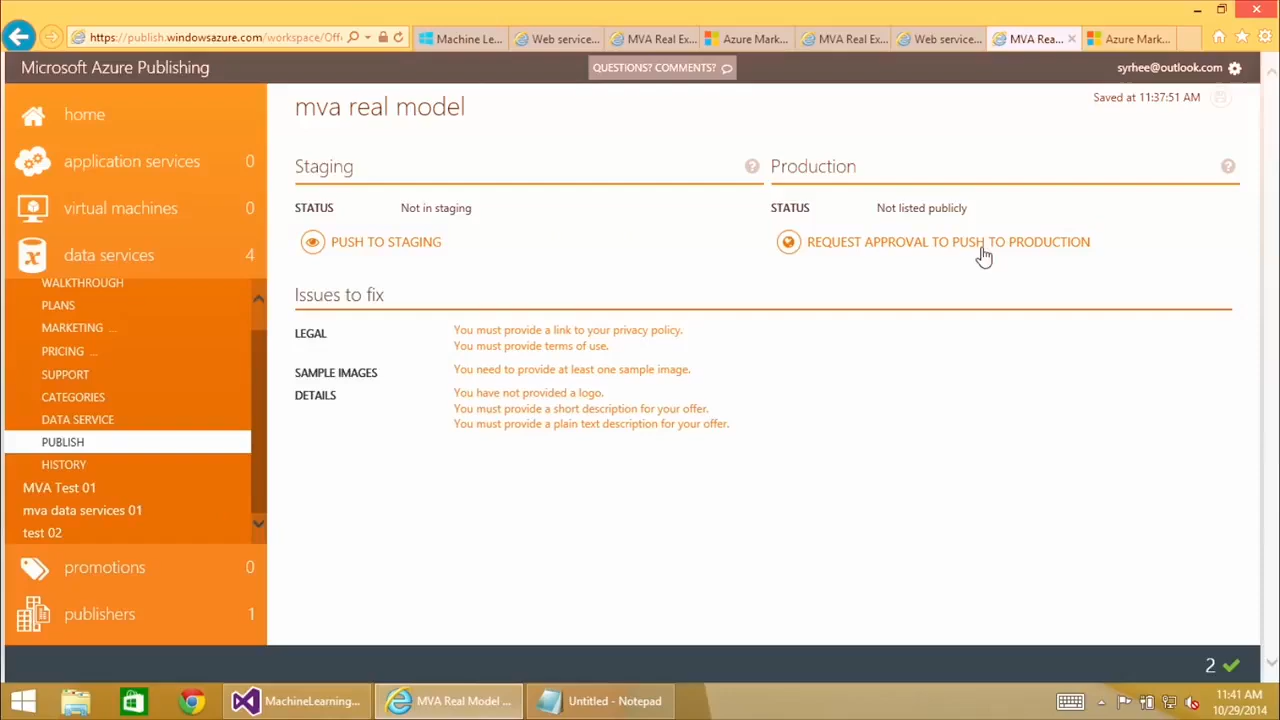 https://publish.windowsazure.com/workspace/Off
Machine Le...
Web service...
MVA Real Ex...
Azure Mark...
MVA Real Ex...
Web service...
MVA Rea...
Azure Mark...
Microsoft Azure Publishing
QUESTIONS? COMMENTS?
syrhee@outlook.com
home
application services 0
virtual machines 0
data services 4
WALKTHROUGH
PLANS
MARKETING ...
PRICING ...
SUPPORT
CATEGORIES
DATA SERVICE
PUBLISH
HISTORY
MVA Test 01
mva data services 01
test 02
promotions 0
publishers 1
mva real model
Saved at 11:37:51 AM
Staging ?
STATUS Not in staging
PUSH TO STAGING
Production ?
STATUS Not listed publicly
REQUEST APPROVAL TO PUSH TO PRODUCTION
Issues to fix
LEGAL You must provide a link to your privacy policy.
You must provide terms of use.
SAMPLE IMAGES You need to provide at least one sample image.
DETAILS You have not provided a logo.
You must provide a short description for your offer.
You must provide a plain text description for your offer.
2
MachineLearning...
MVA Real Model ...
Untitled - Notepad
11:41 AM
10/29/2014